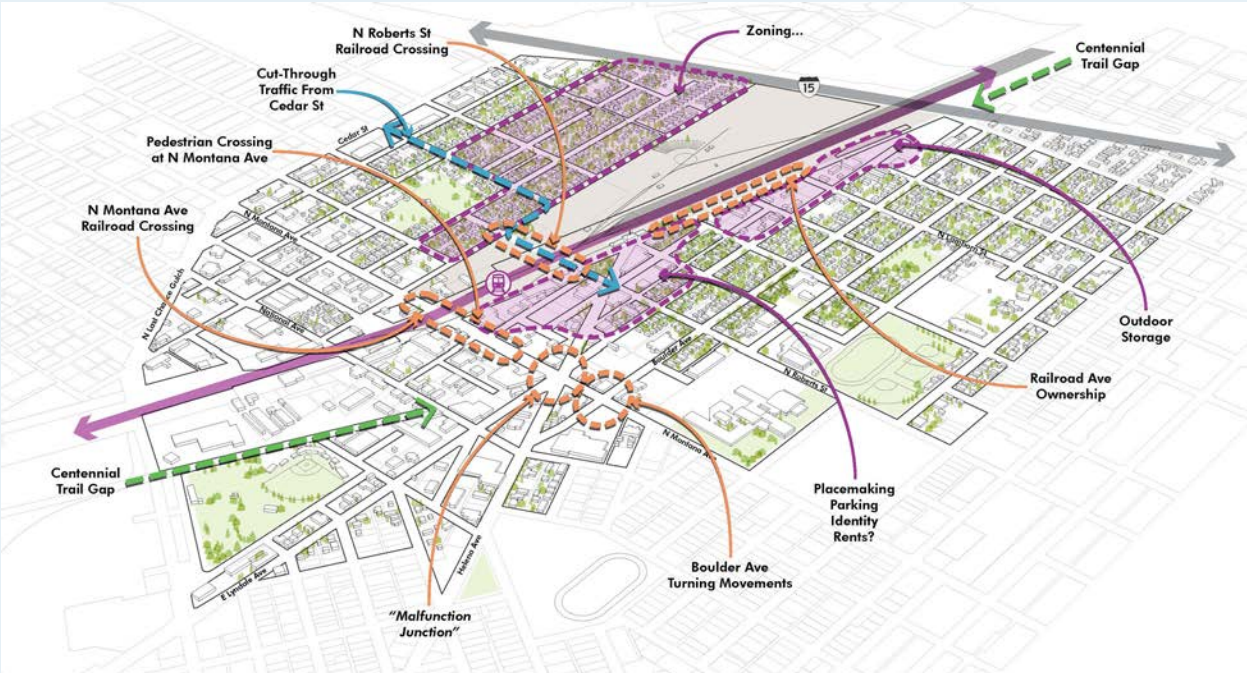 N Roberts St
Railroad Crossing
Zoning...
Centennial
Trail Gap
Cut-Through
Traffic From
Cedar St
15
Cedar St
Pedestrian Crossing
at N Montana Ave
N Montana Ave
Railroad Crossing
N Montana Ave
N Last Chance Gulch
National Ave
Outdoor
Storage
Boulder Ave
N Roberts St
Railroad Ave
Ownership
N Montana Ave
Centennial
Trail Gap
Placemaking
Parking
Identity
Rents?
Helena Ave
Boulder Ave
Turning Movements
E Lyndale Ave
"Malfunction
Junction"